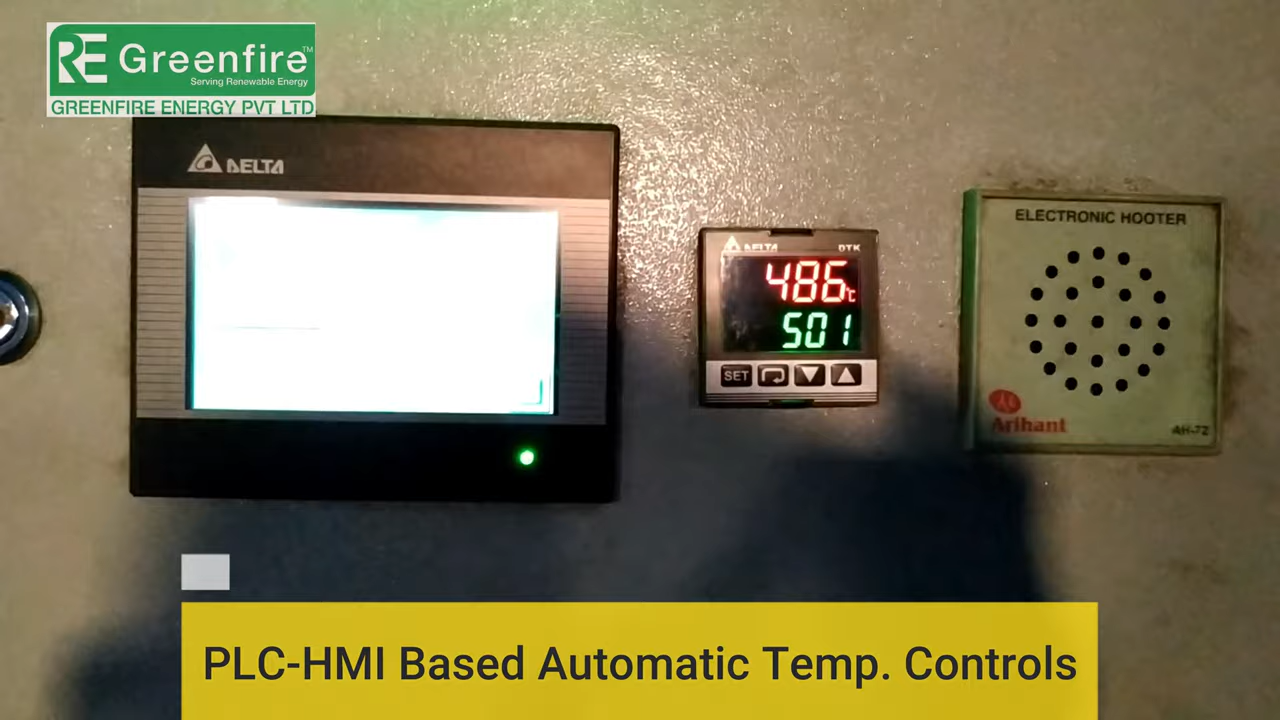 RE Greenfire™
Serving Renewable Energy
GREENFIRE ENERGY PVT LTD
DELTA
DELTA DTK
486°C
501
SET
ELECTRONIC HOOTER
Arihant
AH-72
PLC-HMI Based Automatic Temp. Controls